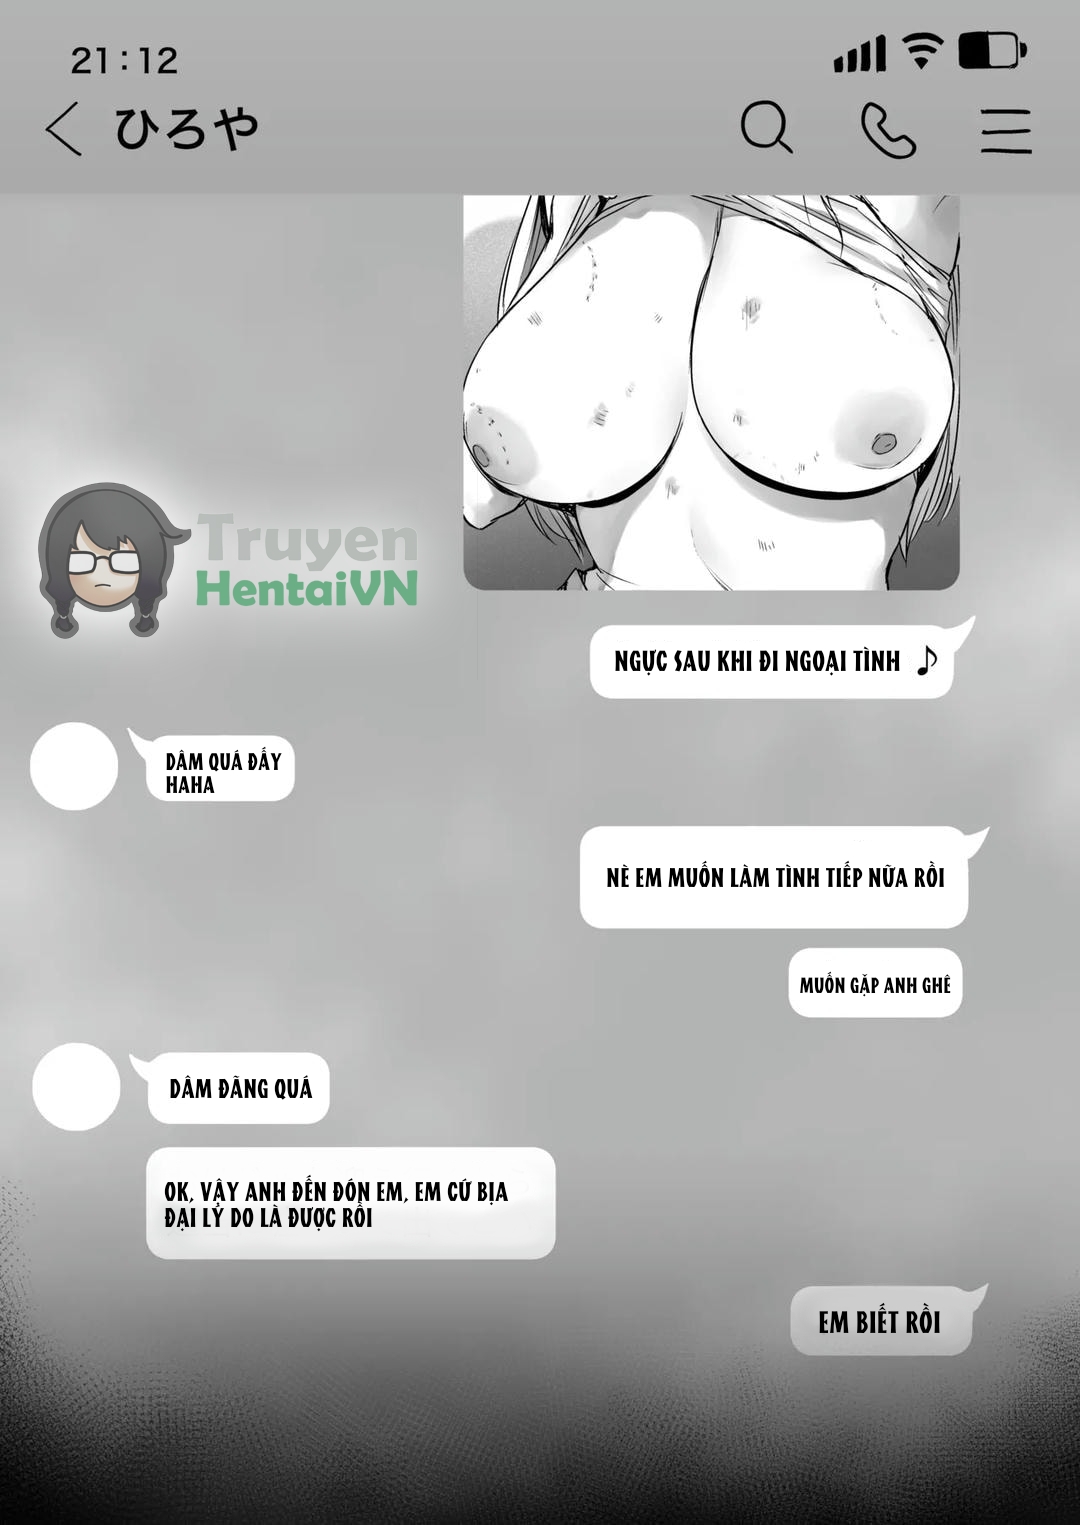 21:12
ひろや
Truyen
HentaiVN
NGỰC SAU KHI ĐI NGOẠI TÌNH ♪
DÂM QUÁ ĐẤY
HAHA
NÈ EM MUỐN LÀM TÌNH TIẾP NỮA RỒI
MUỐN GẶP ANH GHÊ
DÂM ĐÃNG QUÁ
OK, VẬY ANH ĐẾN ĐÓN EM, EM CỨ BỊA
ĐẠI LÝ DO LÀ ĐƯỢC RỒI
EM BIẾT RỒI